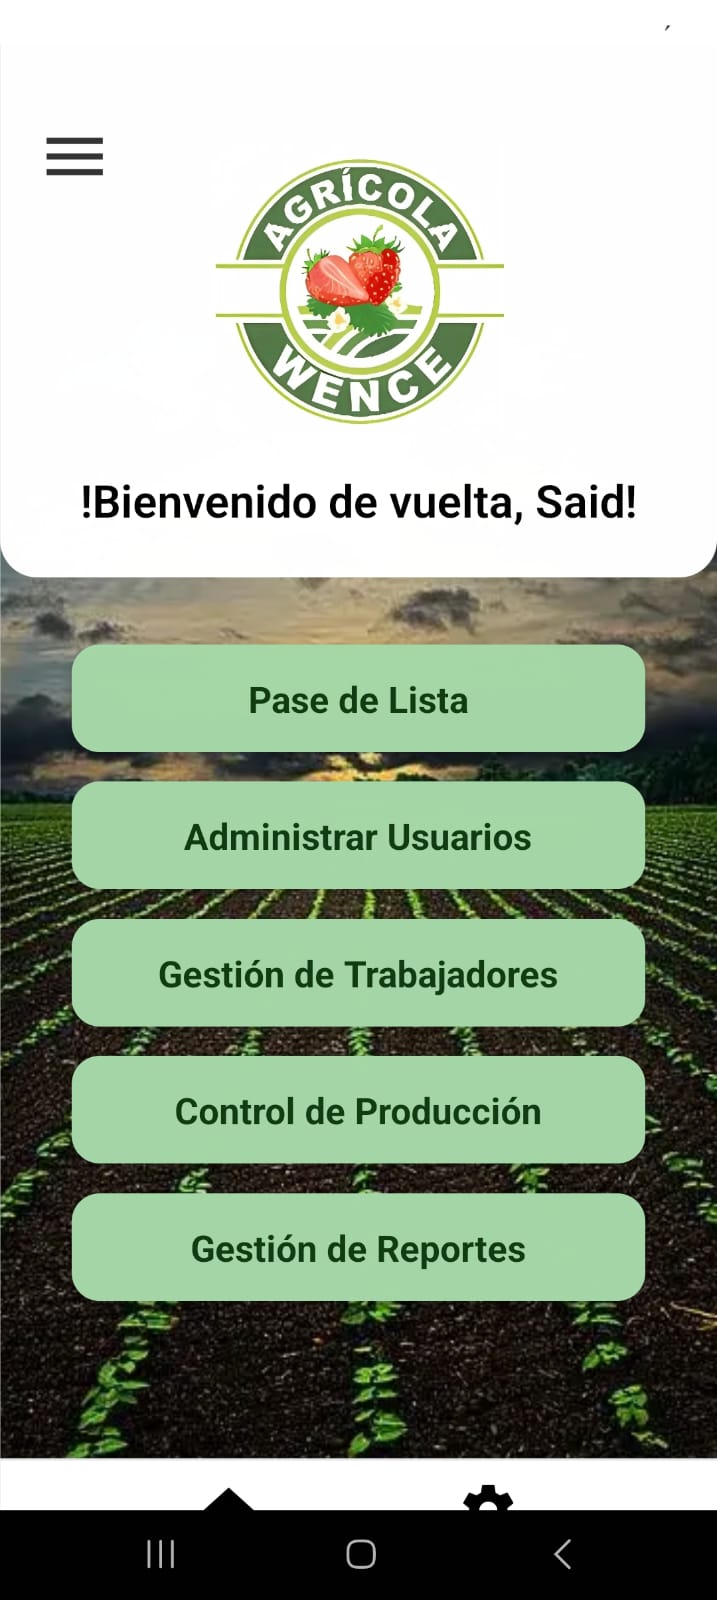 AGRÍCOLA
WENCE
!Bienvenido de vuelta, Said!
Pase de Lista
Administrar Usuarios
Gestión de Trabajadores
Control de Producción
Gestión de Reportes